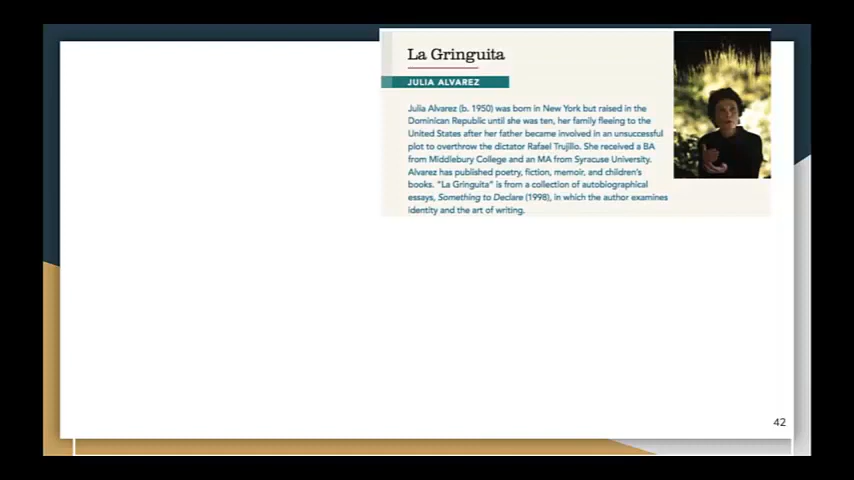 La Gringuita
JULIA ALVAREZ
Julia Alvarez (b. 1950) was born in New York but raised in the
Dominican Republic until she was ten, her family fleeing to the
United States after her father became involved in an unsuccessful
plot to overthrow the dictator Rafael Trujillo. She received a BA
from Middlebury College and an MA from Syracuse University.
Alvarez has published poetry, fiction, memoir, and children's
books. "La Gringuita" is from a collection of autobiographical
essays, Something to Declare (1998), in which the author examines
identity and the art of writing.
42